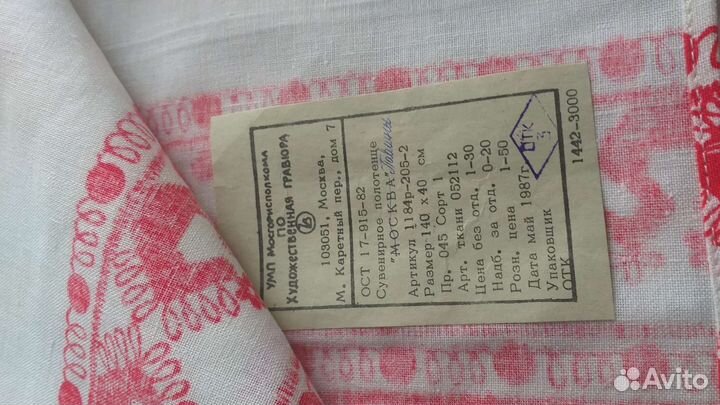 УМП Мосгорисполкома
ПО
Художественная гравюра
103051, Москва,
М. Каретный пер., дом 7
ОСТ 17-915-82
Сувенирное полотенце
"МОСКВА"
Артикул 1184р-205-2
Размер 140 х 40 см
Пр. 045 Сорт 1
Арт. ткани 052112
Цена без отд. 1-30
Надб. за отд. 0-20
Розн. цена 1-50
Дата май 1987г.
Упаковщик
ОТК
ОТК
3
1442-3000
Avito